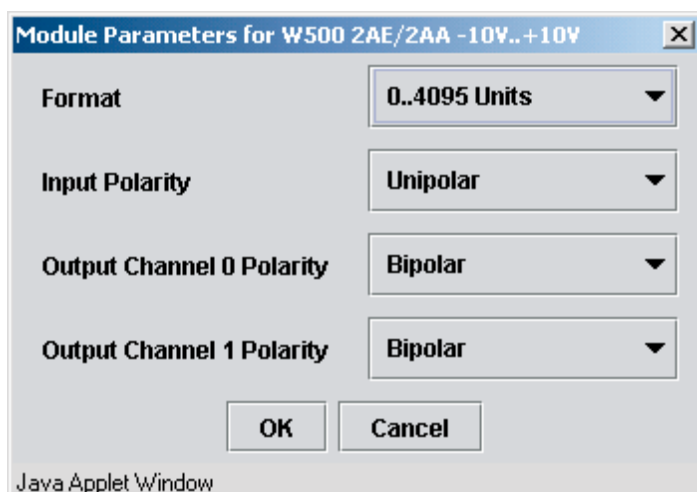 Module Parameters for W500 2AE/2AA -10V..+10V
Format 0..4095 Units
Input Polarity Unipolar
Output Channel 0 Polarity Bipolar
Output Channel 1 Polarity Bipolar
OK Cancel
Java Applet Window